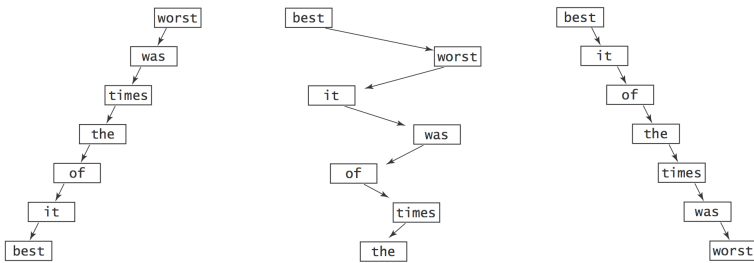 worst
was
times
the
of
it
best
best
worst
it
was
of
times
the
best
it
of
the
times
was
worst